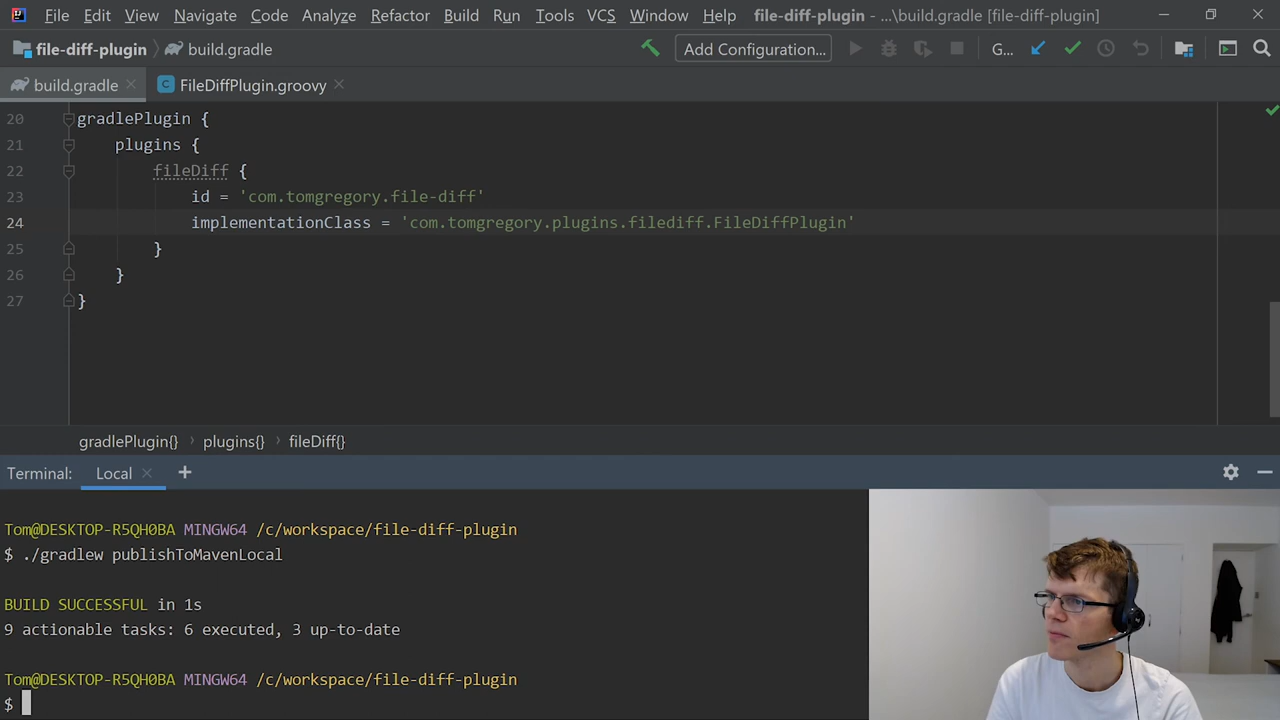 File Edit View Navigate Code Analyze Refactor Build Run Tools VCS Window Help file-diff-plugin - ...\build.gradle [file-diff-plugin]
file-diff-plugin build.gradle Add Configuration... G...
build.gradle FileDiffPlugin.groovy
20 gradlePlugin {
21 plugins {
22 fileDiff {
23 id = 'com.tomgregory.file-diff'
24 implementationClass = 'com.tomgregory.plugins.filediff.FileDiffPlugin'
25 }
26 }
27 }
gradlePlugin{} plugins{} fileDiff{}
Terminal: Local
Tom@DESKTOP-R5QH0BA MINGW64 /c/workspace/file-diff-plugin
$ ./gradlew publishToMavenLocal
BUILD SUCCESSFUL in 1s
9 actionable tasks: 6 executed, 3 up-to-date
Tom@DESKTOP-R5QH0BA MINGW64 /c/workspace/file-diff-plugin
$